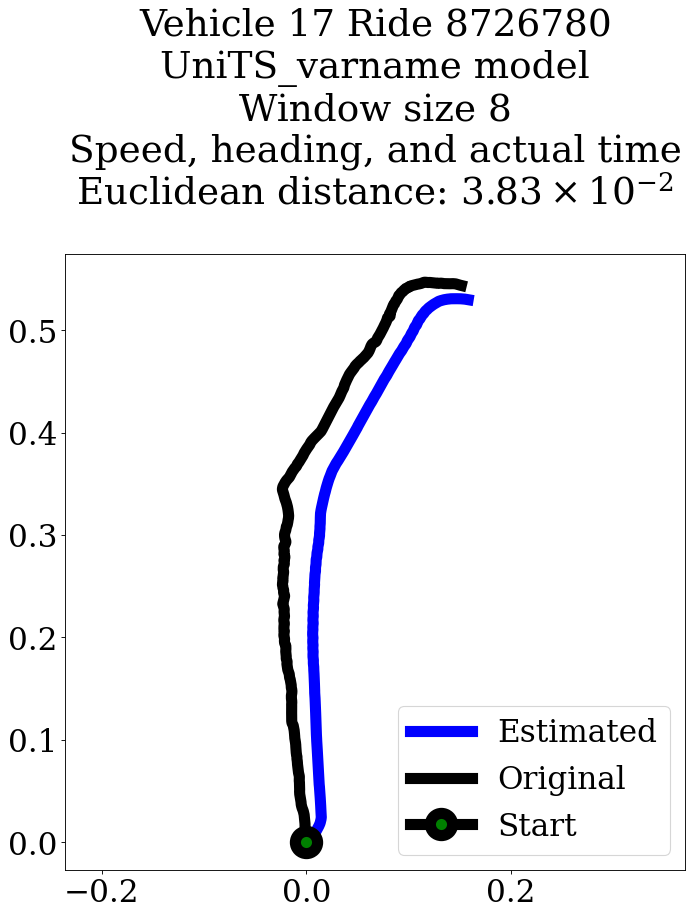 Vehicle 17 Ride 8726780
UniTS_varname model
Window size 8
Speed, heading, and actual time
Euclidean distance: 3.83 × 10⁻²
0.5
0.4
0.3
0.2
0.1
0.0
Estimated
Original
Start
−0.2
0.0
0.2